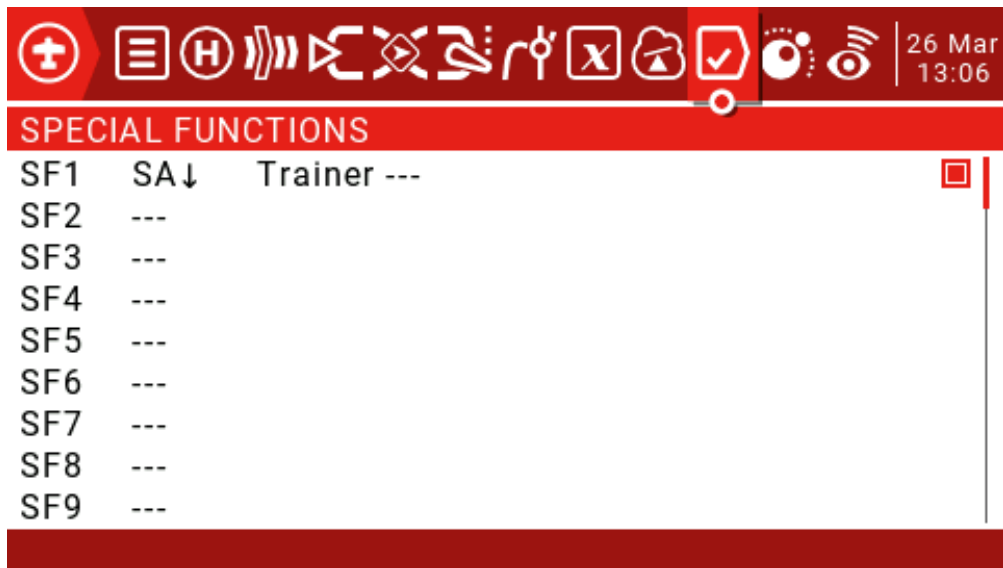 26 Mar
13:06
SPECIAL FUNCTIONS
SF1 SA↓ Trainer ---
SF2 ---
SF3 ---
SF4 ---
SF5 ---
SF6 ---
SF7 ---
SF8 ---
SF9 ---